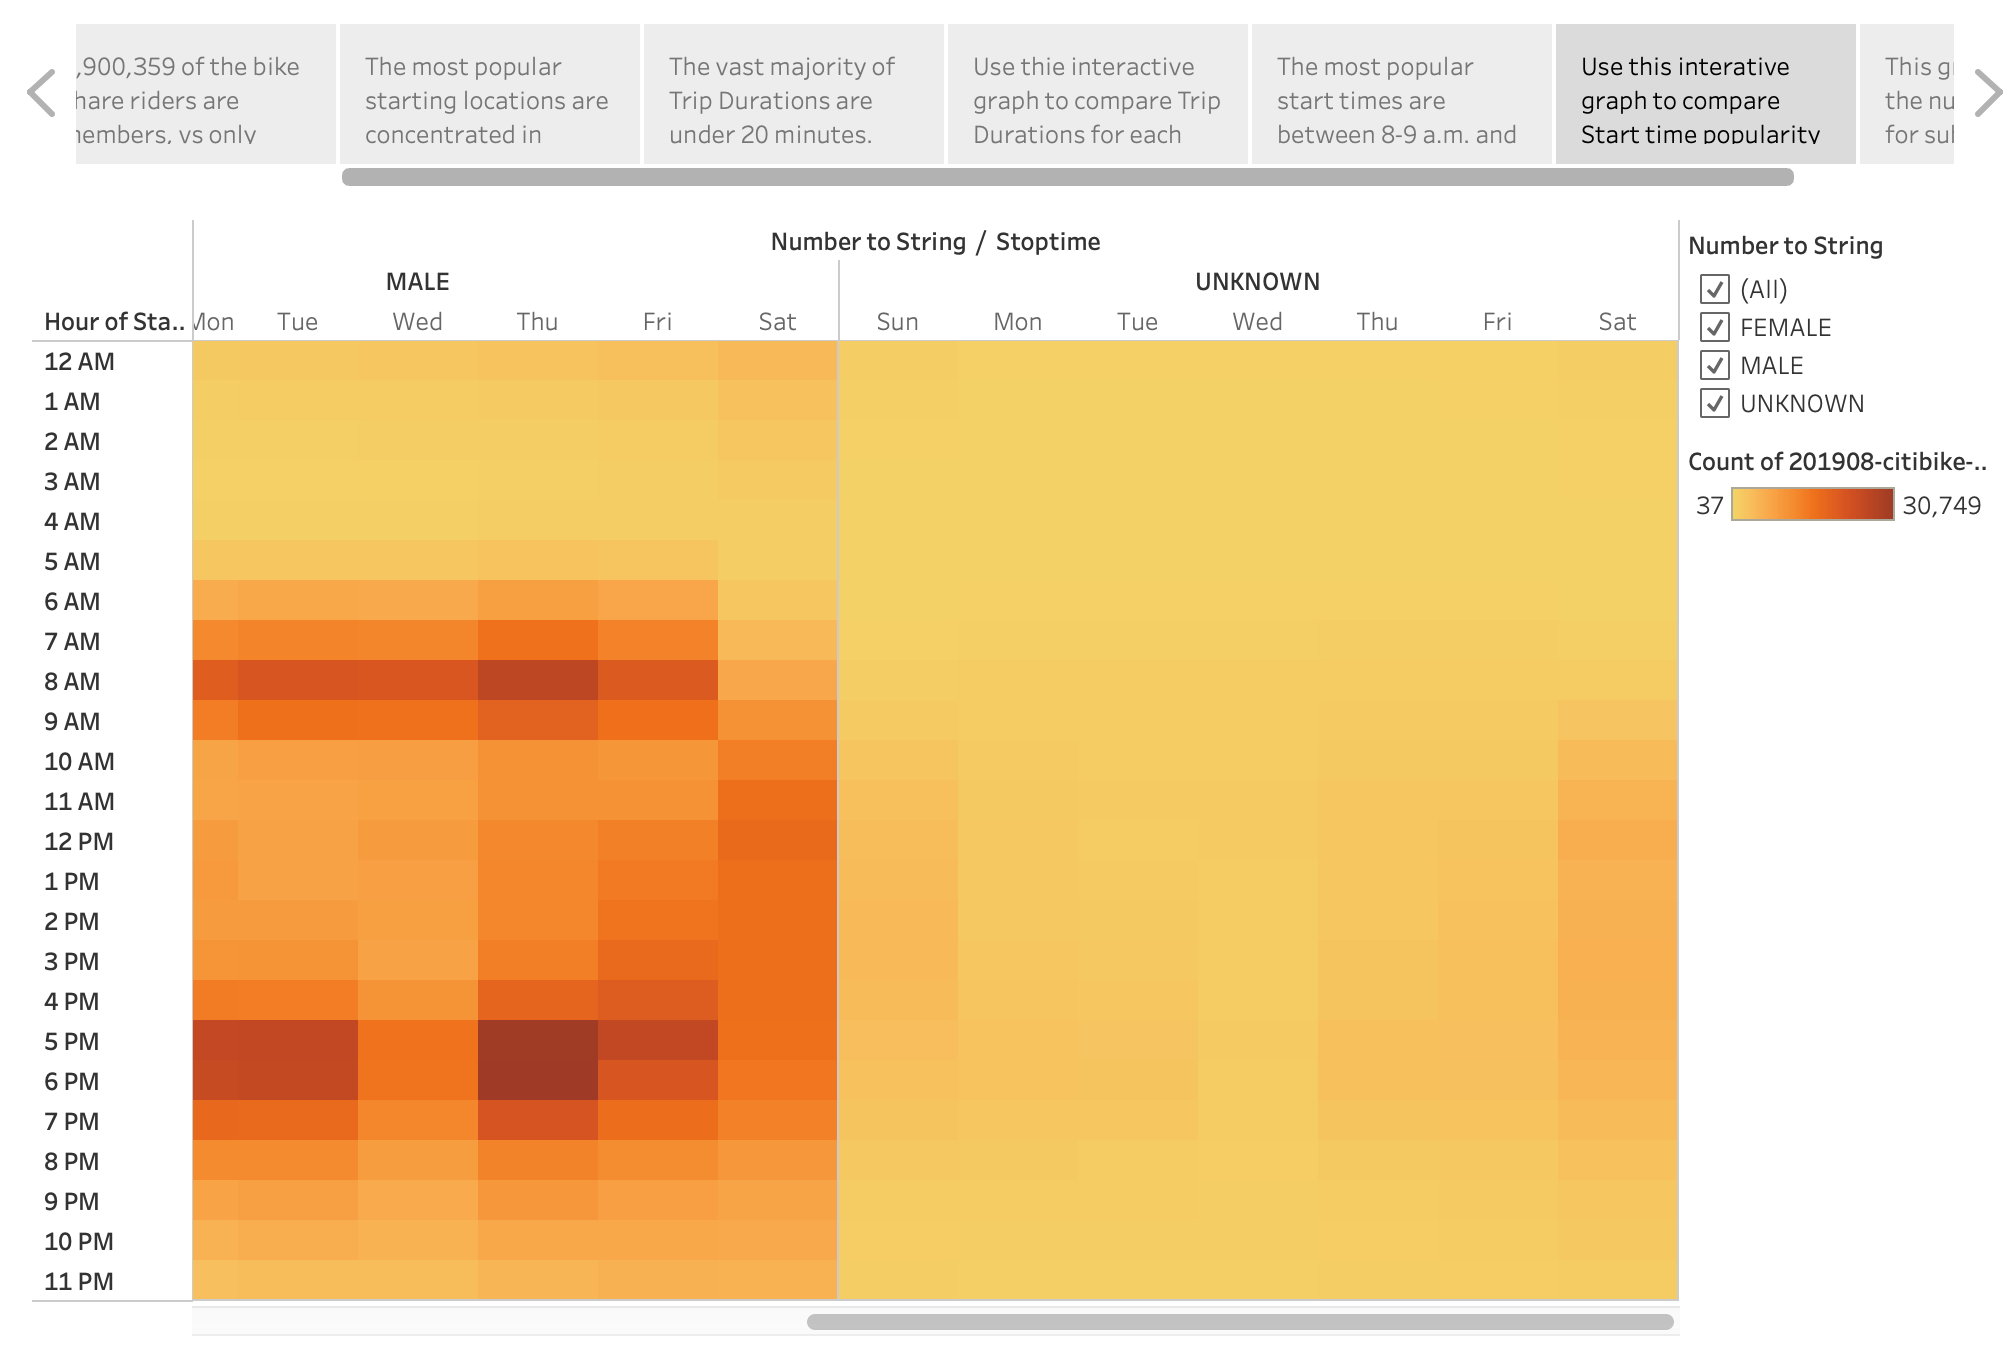 ,900,359 of the bike
hare riders are
members, vs only
The most popular
starting locations are
concentrated in
The vast majority of
Trip Durations are
under 20 minutes.
Use thie interactive
graph to compare Trip
Durations for each
The most popular
start times are
between 8-9 a.m. and
Use this interative
graph to compare
Start time popularity
This g
the nu
for sul
Number to String / Stoptime
MALE UNKNOWN
Hour of Sta.. Mon Tue Wed Thu Fri Sat Sun Mon Tue Wed Thu Fri Sat
12 AM
1 AM
2 AM
3 AM
4 AM
5 AM
6 AM
7 AM
8 AM
9 AM
10 AM
11 AM
12 PM
1 PM
2 PM
3 PM
4 PM
5 PM
6 PM
7 PM
8 PM
9 PM
10 PM
11 PM
Number to String
(All)
FEMALE
MALE
UNKNOWN
Count of 201908-citibike-..
37 30,749